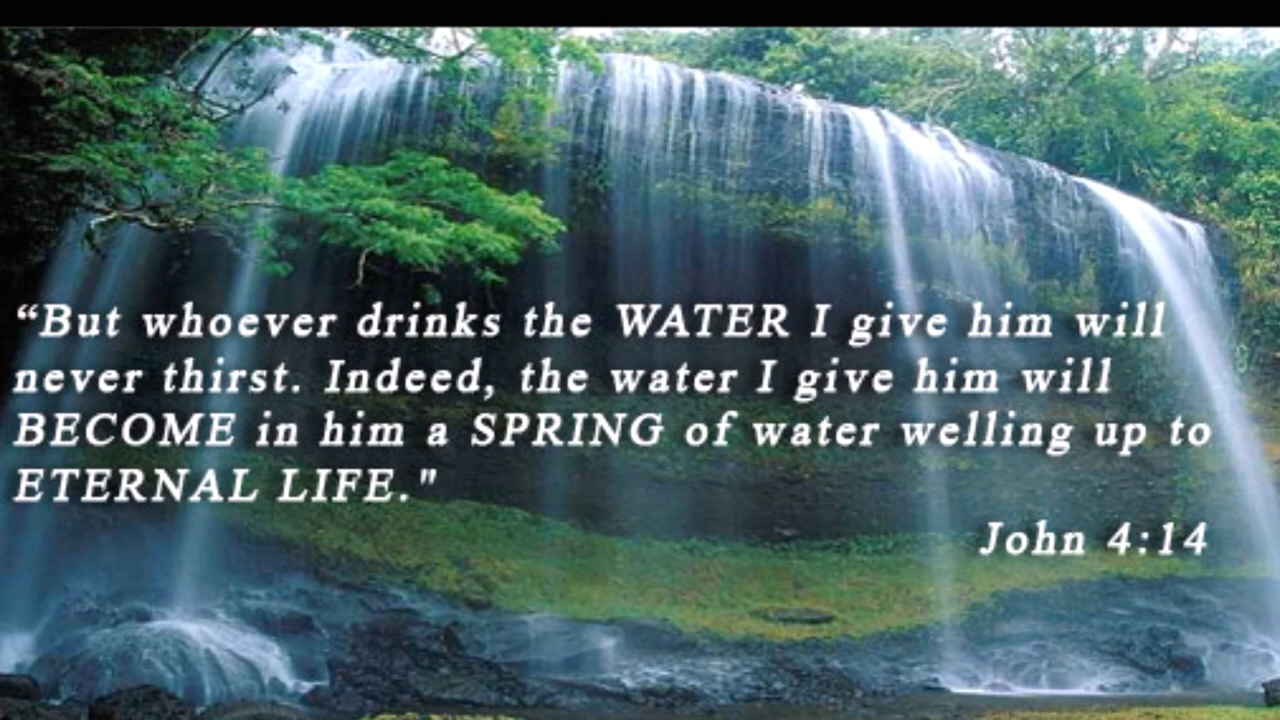 “But whoever drinks the WATER I give him will
never thirst. Indeed, the water I give him will
BECOME in him a SPRING of water welling up to
ETERNAL LIFE."
John 4:14